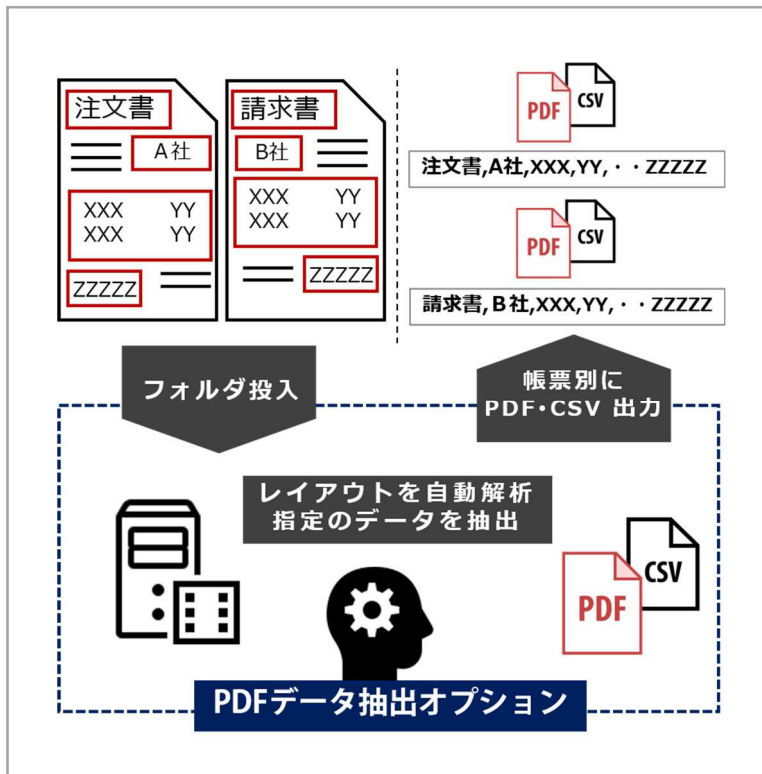 注文書
A社
XXX YY
XXX YY
ZZZZZ
請求書
B社
XXX YY
XXX YY
ZZZZZ
PDF CSV
注文書,A社,XXX,YY,・・ZZZZZ
PDF CSV
請求書,B社,XXX,YY,・・ZZZZZ
フォルダ投入
帳票別に
PDF・CSV 出力
レイアウトを自動解析
指定のデータを抽出
PDF CSV
PDFデータ抽出オプション